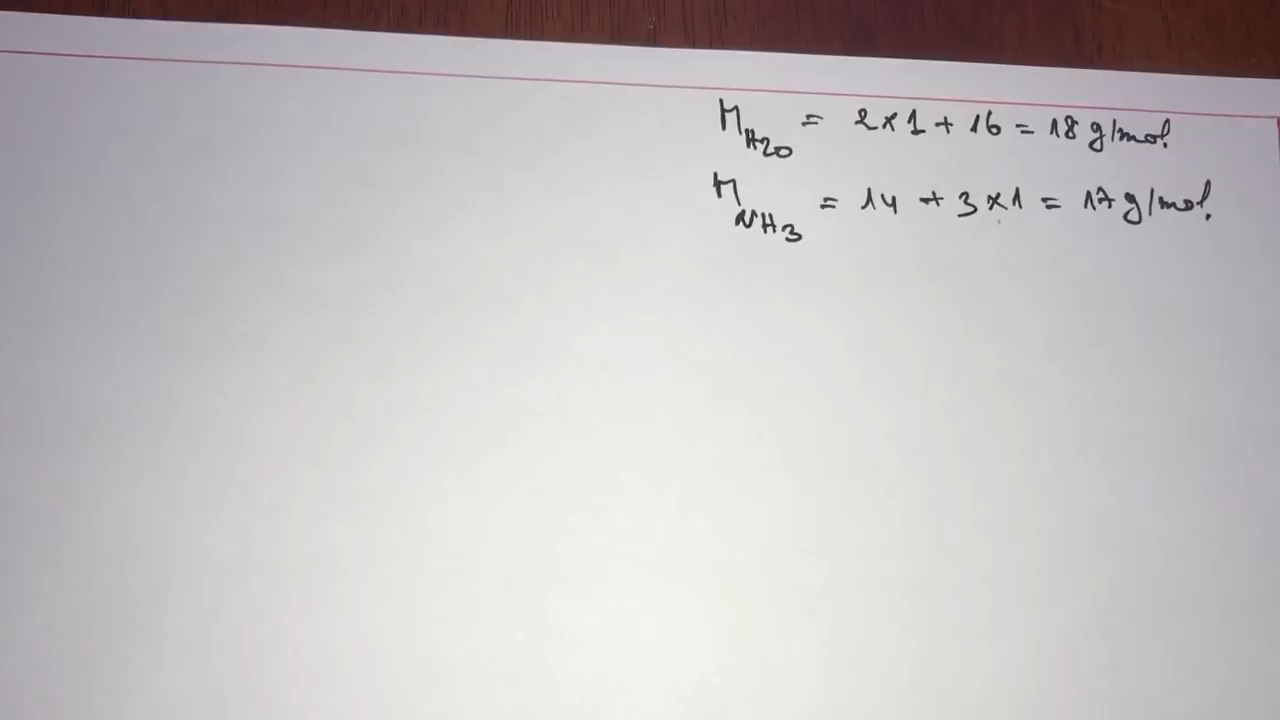 M H2O = 2 × 1 + 16 = 18 g/mol.
M NH3 = 14 + 3 × 1 = 17 g/mol.